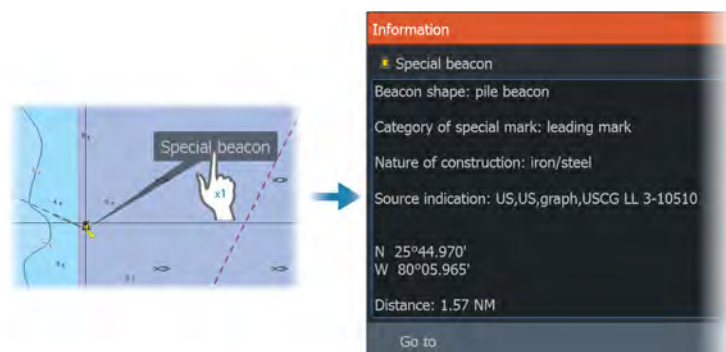 Special beacon
x1
Information
Special beacon
Beacon shape: pile beacon
Category of special mark: leading mark
Nature of construction: iron/steel
Source indication: US,US,graph,USCG LL 3-10510
N 25°44.970'
W 80°05.965'
Distance: 1.57 NM
Go to